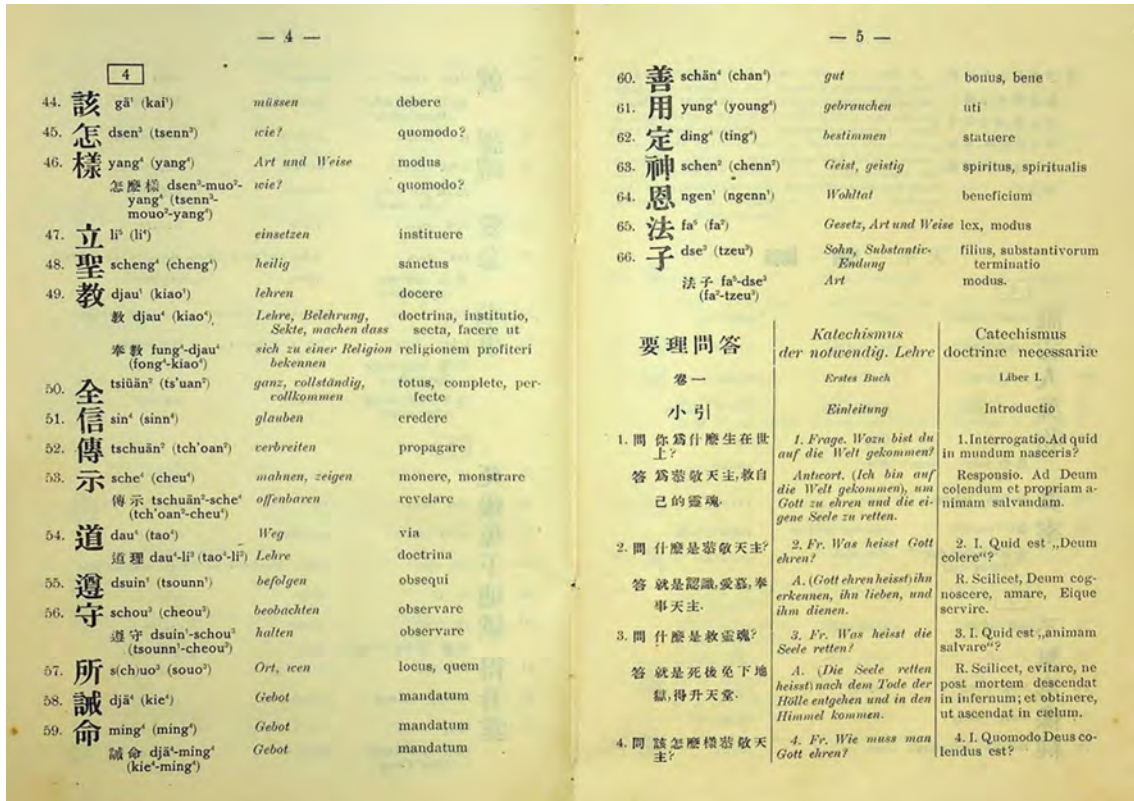 — 4 —
4
44. 該 gä¹ (kai¹) müssen debere
45. 怎 dsen³ (tsenn³) wie? quomodo?
46. 樣 yang⁴ (yang⁴) Art und Weise modus
怎麼樣 dsen³-muo²- wie? quomodo?
yang⁴ (tsenn³-
mouo²-yang⁴)
47. 立 li⁵ (li⁴) einsetzen instituere
48. 聖 scheng⁴ (cheng⁴) heilig sanctus
49. 教 djau¹ (kiao¹) lehren docere
教 djau⁴ (kiao⁴) Lehre, Belehrung, doctrina, institutio,
Sekte, machen dass secta, facere ut
奉教 fung⁴-djau⁴ sich zu einer Religion religionem profiteri
(fong⁴-kiao⁴) bekennen
50. 全 tsiüän² (ts'uan²) ganz, vollständig, totus, complete, per-
vollkommen fecte
51. 信 sin⁴ (sinn⁴) glauben credere
52. 傳 tschuän² (tch'oan²) verbreiten propagare
53. 示 sche⁴ (cheu⁴) mahnen, zeigen monere, monstrare
傳示 tschuän²-sche⁴ offenbaren revelare
(tch'oan²-cheu⁴)
54. 道 dau⁴ (tao⁴) Weg via
道理 dau⁴-li³ (tao⁴-li³) Lehre doctrina
55. 遵 dsuin¹ (tsounn¹) befolgen obsequi
56. 守 schou³ (cheou³) beobachten observare
遵守 dsuin¹-schou³ halten observare
(tsounn¹-cheou³)
57. 所 s(ch)uo³ (souo³) Ort, wen locus, quem
58. 誡 djä⁴ (kie⁴) Gebot mandatum
59. 命 ming⁴ (ming⁴) Gebot mandatum
誡命 djä⁴-ming⁴ Gebot mandatum
(kie⁴-ming⁴)
— 5 —
60. 善 schän⁴ (chan⁴) gut bonus, bene
61. 用 yung⁴ (young⁴) gebrauchen uti
62. 定 ding⁴ (ting⁴) bestimmen statuere
63. 神 schen² (chenn²) Geist, geistig spiritus, spiritualis
64. 恩 ngen¹ (ngenn¹) Wohltat beneficium
65. 法 fa⁵ (fa²) Gesetz, Art und Weise lex, modus
66. 子 dse³ (tzeu³) Sohn, Substantiv- filius, substantivorum
Endung terminatio
法子 fa⁵-dse³ Art modus.
(fa²-tzeu³)
要理問答 Katechismus Catechismus
der notwendig. Lehre doctrinæ necessariæ
卷一 Erstes Buch Liber I.
小引 Einleitung Introductio
1. 問 你爲什麼生在世 1. Frage. Wozu bist du 1. Interrogatio. Ad quid
上? auf die Welt gekommen? in mundum nasceris?
答 爲恭敬天主,救自 Antwort. (Ich bin auf Responsio. Ad Deum
己的靈魂. die Welt gekommen), um colendum et propriam a-
Gott zu ehren und die ei- nimam salvandam.
gene Seele zu retten.
2. 問 什麼是恭敬天主? 2. Fr. Was heisst Gott 2. I. Quid est „Deum
ehren? colere“?
答 就是認識,愛慕,奉 A. (Gott ehren heisst) ihn R. Scilicet, Deum cog-
事天主. erkennen, ihn lieben, und noscere, amare, Eique
ihm dienen. servire.
3. 問 什麼是救靈魂? 3. Fr. Was heisst die 3. I. Quid est „animam
Seele retten? salvare“?
答 就是死後免下地 A. (Die Seele retten R. Scilicet, evitare, ne
獄,得升天堂. heisst) nach dem Tode der post mortem descendat
Hölle entgehen und in den in infernum; et obtinere,
Himmel kommen. ut ascendat in cælum.
4. 問 該怎麼樣恭敬天 4. Fr. Wie muss man 4. I. Quomodo Deus co-
主? Gott ehren? lendus est?